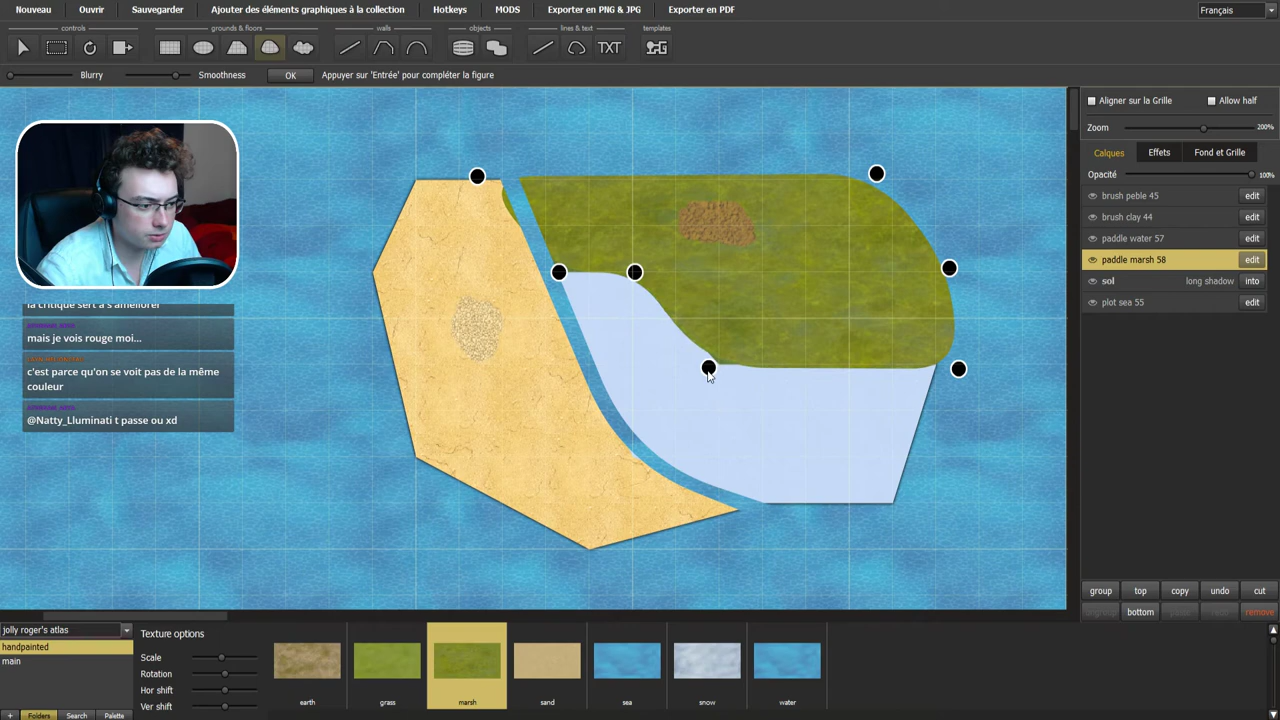 Nouveau Ouvrir Sauvegarder Ajouter des éléments graphiques à la collection Hotkeys MODS Exporter en PNG & JPG Exporter en PDF Français
controls grounds & floors walls objects lines & text templates
TXT
Blurry Smoothness OK Appuyer sur 'Entrée' pour compléter la figure
Aligner sur la Grille Allow half
Zoom 200%
Calques Effets Fond et Grille
Opacité 100%
brush peble 45 edit
brush clay 44 edit
paddle water 57 edit
paddle marsh 58 edit
sol long shadow into
plot sea 55 edit
la critique sert a s'améliorer
mais je vois rouge moi...
c'est parce qu'on se voit pas de la même
couleur
@Natty_Lluminati t passe ou xd
group top copy undo cut
bottom remove
jolly roger's atlas
handpainted
main
Folders Search Palette
Texture options
Scale
Rotation
Hor shift
Ver shift
earth grass marsh sand sea snow water